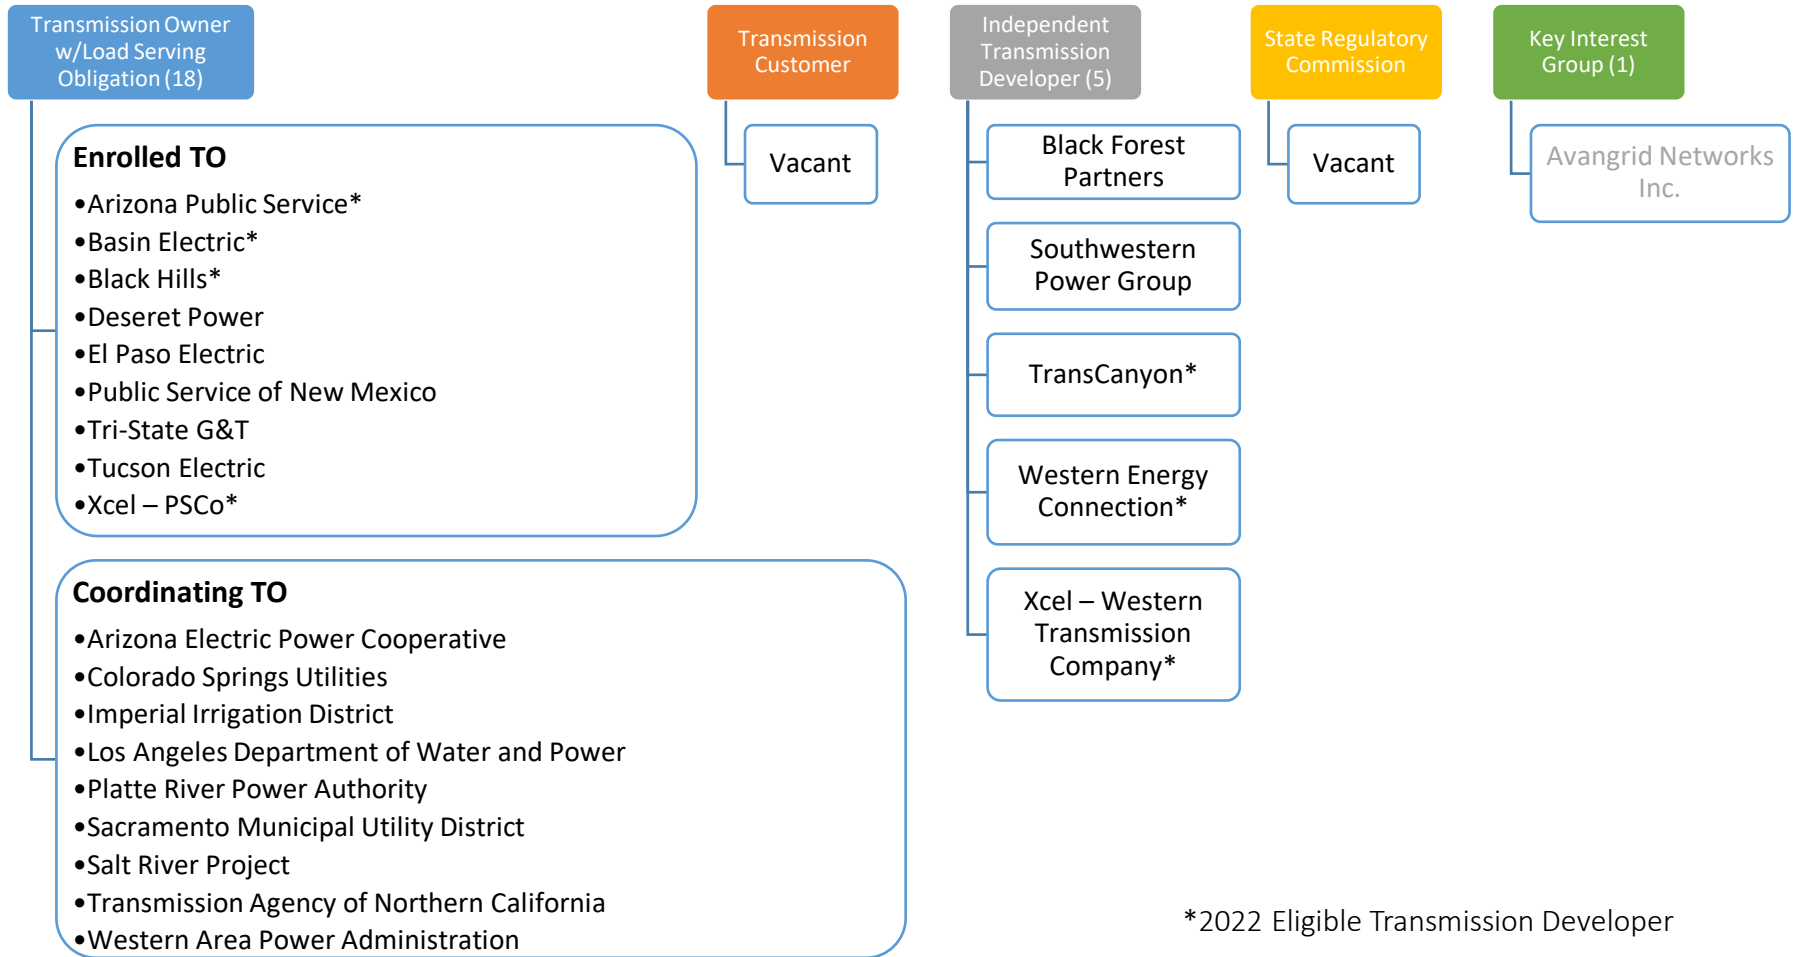 Transmission Owner
w/Load Serving
Obligation (18)
Enrolled TO
•Arizona Public Service*
•Basin Electric*
•Black Hills*
•Deseret Power
•El Paso Electric
•Public Service of New Mexico
•Tri-State G&T
•Tucson Electric
•Xcel – PSCo*
Coordinating TO
•Arizona Electric Power Cooperative
•Colorado Springs Utilities
•Imperial Irrigation District
•Los Angeles Department of Water and Power
•Platte River Power Authority
•Sacramento Municipal Utility District
•Salt River Project
•Transmission Agency of Northern California
•Western Area Power Administration
Transmission
Customer
Vacant
Independent
Transmission
Developer (5)
Black Forest
Partners
Southwestern
Power Group
TransCanyon*
Western Energy
Connection*
Xcel – Western
Transmission
Company*
State Regulatory
Commission
Vacant
Key Interest
Group (1)
Avangrid Networks
Inc.
*2022 Eligible Transmission Developer